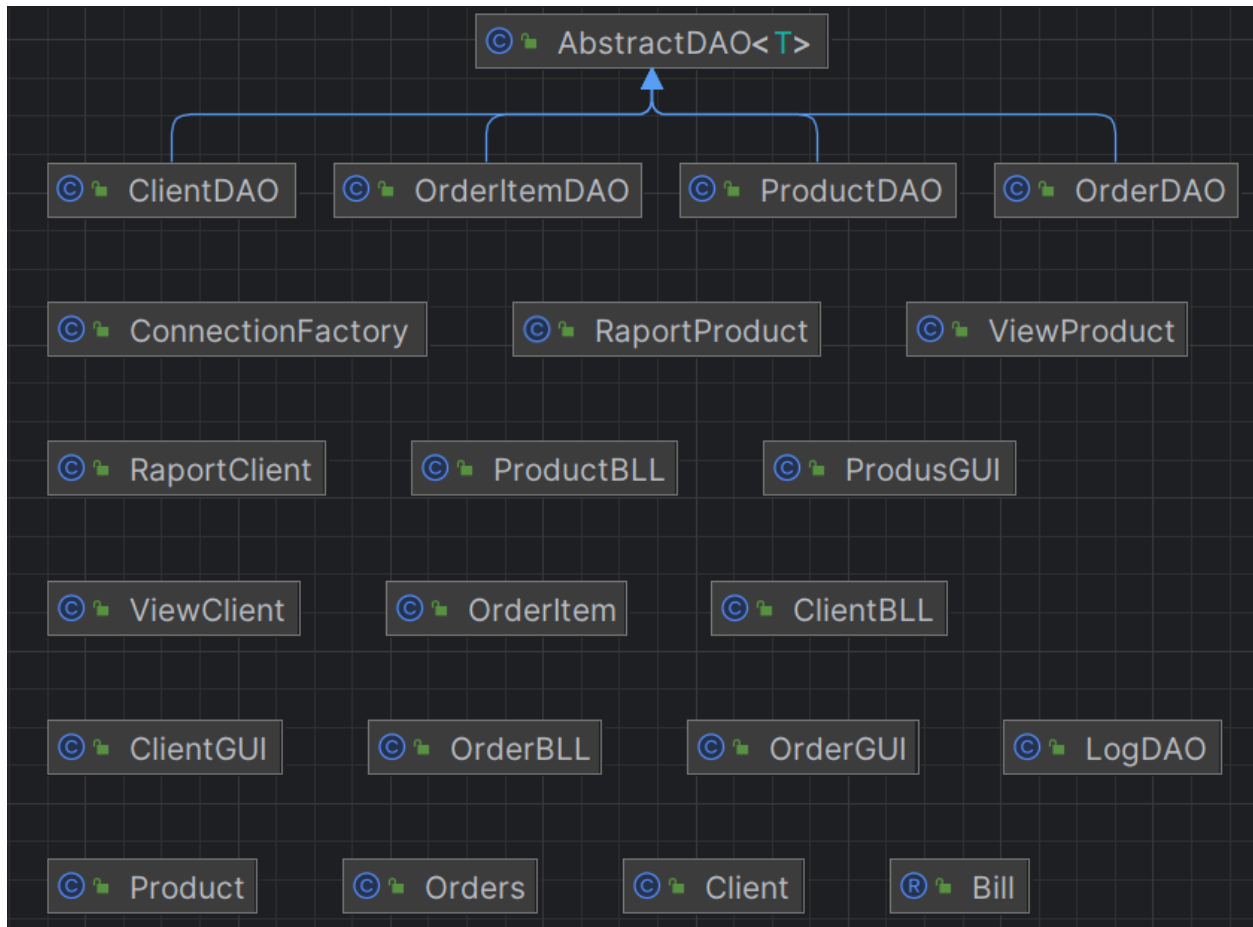 AbstractDAO<T>
ClientDAO
OrderItemDAO
ProductDAO
OrderDAO
ConnectionFactory
RaportProduct
ViewProduct
RaportClient
ProductBLL
ProdusGUI
ViewClient
OrderItem
ClientBLL
ClientGUI
OrderBLL
OrderGUI
LogDAO
Product
Orders
Client
Bill